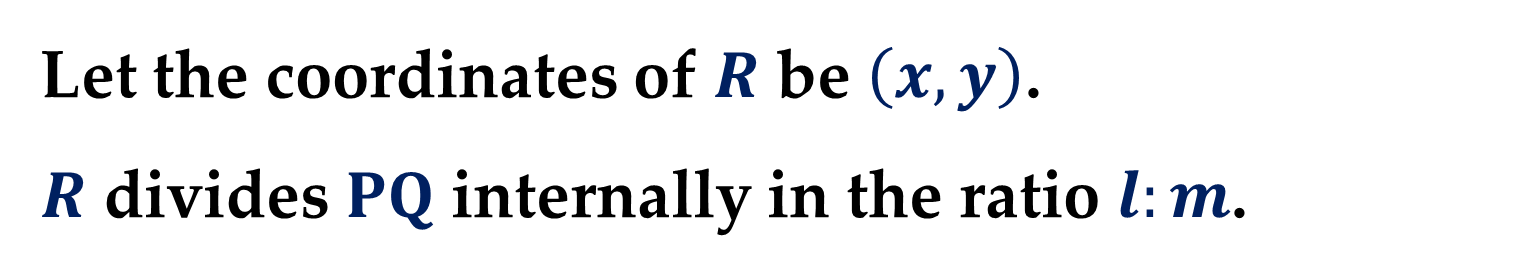 Let the coordinates of R be (x, y).
R divides PQ internally in the ratio l: m.